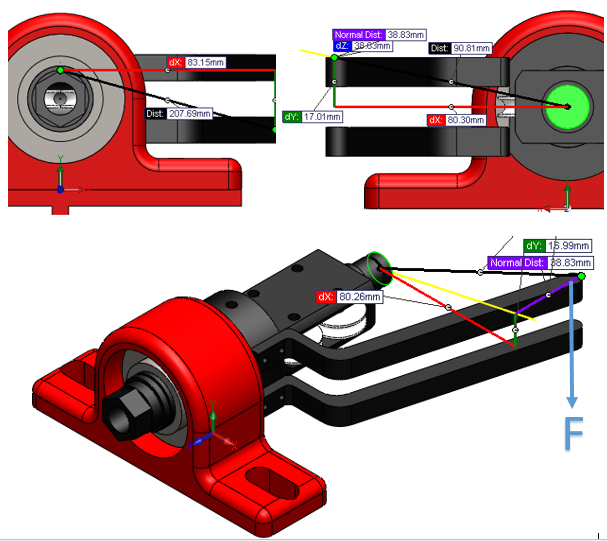 dX: 83.15mm
Dist: 207.69mm
Y
Normal Dist: 38.83mm
dZ: 38.83mm
Dist: 90.81mm
dY: 17.01mm
dX: 80.30mm
Y
X
Z
dY: 16.99mm
Normal Dist: 38.83mm
dX: 80.26mm
Y
X
F